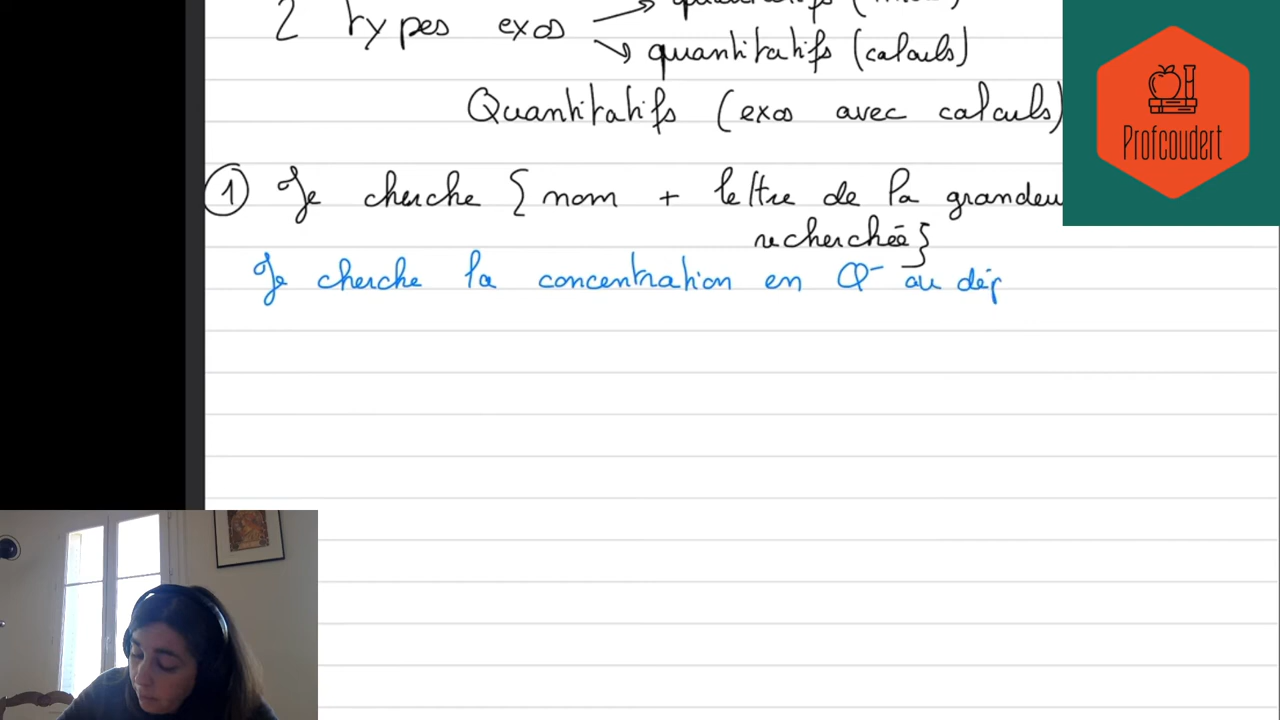 2 types exos
quantitatifs (calculs)
Quantitatifs (exos avec calculs)
Profcoudert
① Je cherche {nom + lettre de la grandeu
recherchée}
Je cherche la concentration en Cl⁻ au dép